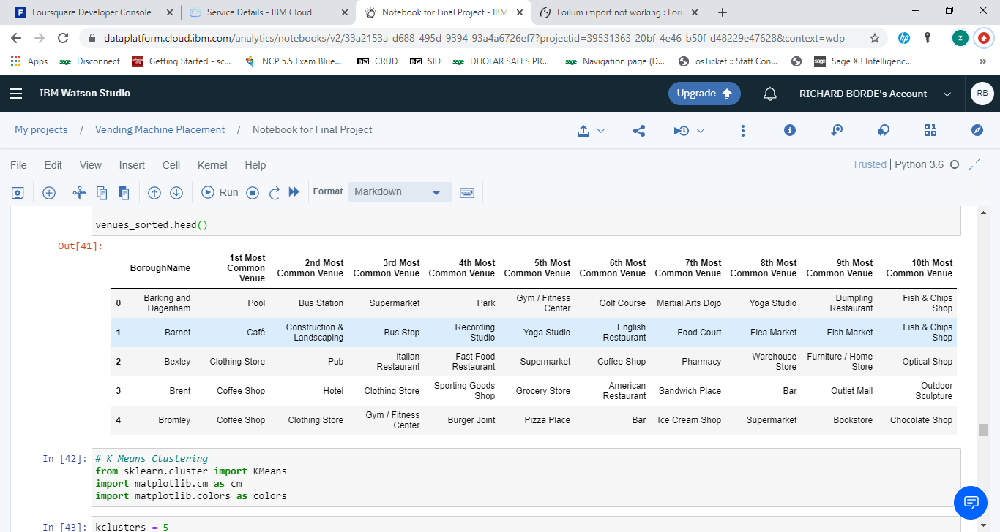 Foursquare Developer Console
Service Details - IBM Cloud
Notebook for Final Project - IBM
Foilum import not working : Foru
dataplatform.cloud.ibm.com/analytics/notebooks/v2/33a2153a-d688-495d-9394-93a4a6726ef7?projectid=39531363-20bf-4e46-b50f-d48229e47628&context=wdp
Apps sage Disconnect Getting Started - sc... NCP 5.5 Exam Blue... CRUD SID sage DHOFAR SALES PR... sage Navigation page (D... osTicket :: Staff Con... sage Sage X3 Intelligenc... »
IBM Watson Studio Upgrade RICHARD BORDE's Account RB
My projects / Vending Machine Placement / Notebook for Final Project
File Edit View Insert Cell Kernel Help Trusted | Python 3.6
Run Format Markdown
venues_sorted.head()
Out[41]:
BoroughName 1st Most Common Venue 2nd Most Common Venue 3rd Most Common Venue 4th Most Common Venue 5th Most Common Venue 6th Most Common Venue 7th Most Common Venue 8th Most Common Venue 9th Most Common Venue 10th Most Common Venue
0 Barking and Dagenham Pool Bus Station Supermarket Park Gym / Fitness Center Golf Course Martial Arts Dojo Yoga Studio Dumpling Restaurant Fish & Chips Shop
1 Barnet Café Construction & Landscaping Bus Stop Recording Studio Yoga Studio English Restaurant Food Court Flea Market Fish Market Fish & Chips Shop
2 Bexley Clothing Store Pub Italian Restaurant Fast Food Restaurant Supermarket Coffee Shop Pharmacy Warehouse Store Furniture / Home Store Optical Shop
3 Brent Coffee Shop Hotel Clothing Store Sporting Goods Shop Grocery Store American Restaurant Sandwich Place Bar Outlet Mall Outdoor Sculpture
4 Bromley Coffee Shop Clothing Store Gym / Fitness Center Burger Joint Pizza Place Bar Ice Cream Shop Supermarket Bookstore Chocolate Shop
In [42]: # K Means Clustering
from sklearn.cluster import KMeans
import matplotlib.cm as cm
import matplotlib.colors as colors
In [43]: kclusters = 5